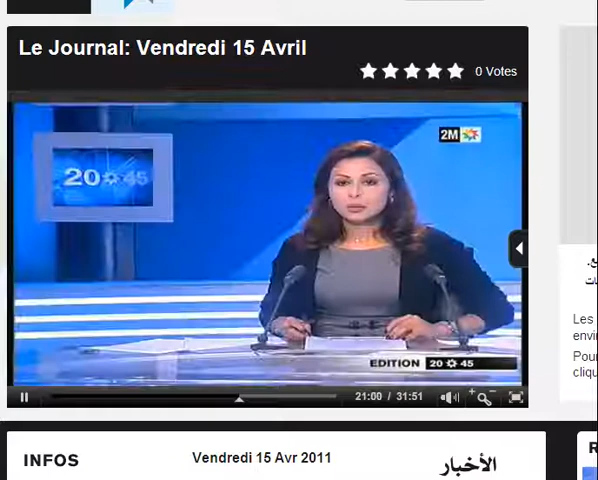 Le Journal: Vendredi 15 Avril
0 Votes
2M
20 45
EDITION 20 45
21:00 / 31:51
Les
INFOS
Vendredi 15 Avr 2011
الأخبار
R